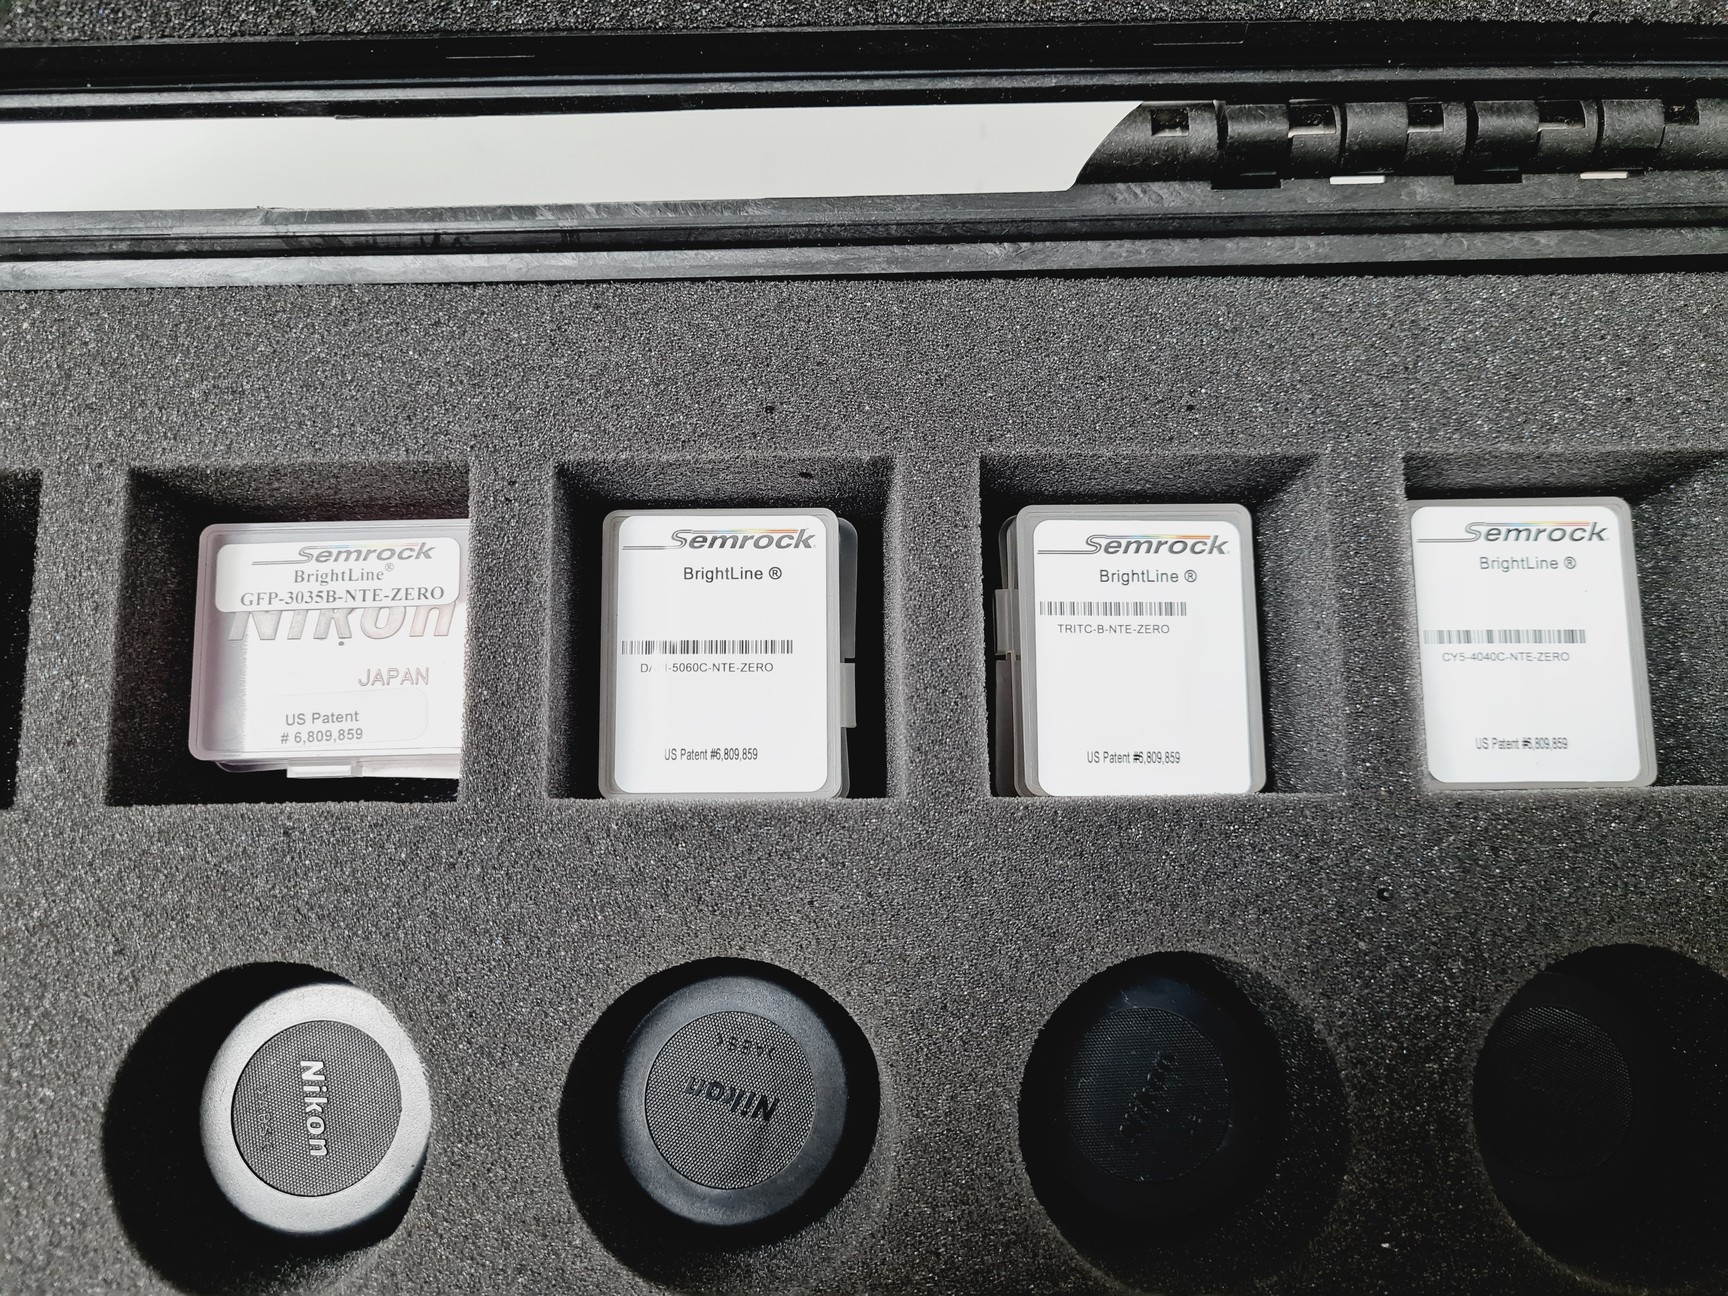 Semrock
BrightLine®
GFP-3035B-NTE-ZERO
Nikon
JAPAN
US Patent
# 6,809,859
Semrock
BrightLine ®
US Patent #6,809,859
Semrock
BrightLine ®
TRITC-B-NTE-ZERO
US Patent #6,809,859
Semrock
BrightLine ®
CY5-4040C-NTE-ZERO
US Patent #6,809,859
Nikon
Nikon
Nikon